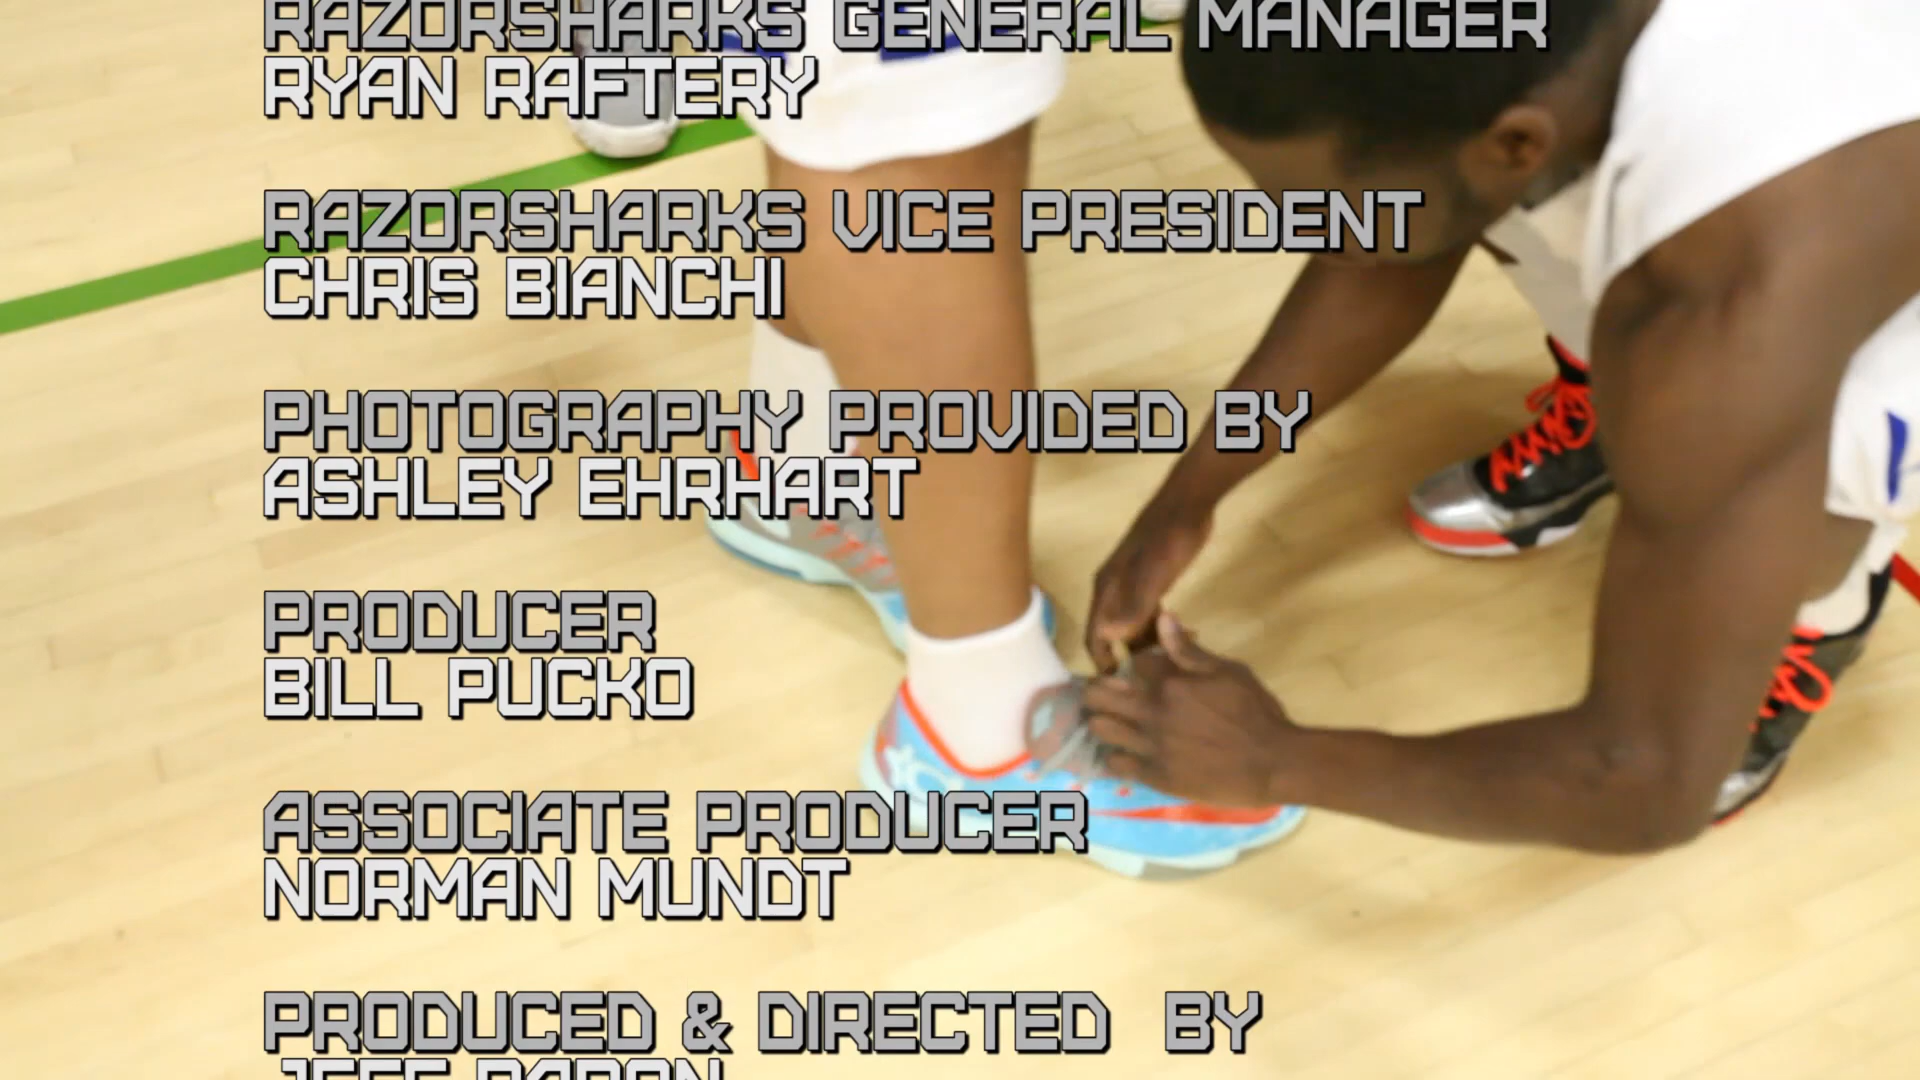 RAZORSHARKS GENERAL MANAGER
RYAN RAFTERY
RAZORSHARKS VICE PRESIDENT
CHRIS BIANCHI
PHOTOGRAPHY PROVIDED BY
ASHLEY EHRHART
PRODUCER
BILL PUCKO
ASSOCIATE PRODUCER
NORMAN MUNDT
PRODUCED & DIRECTED BY
JEFF